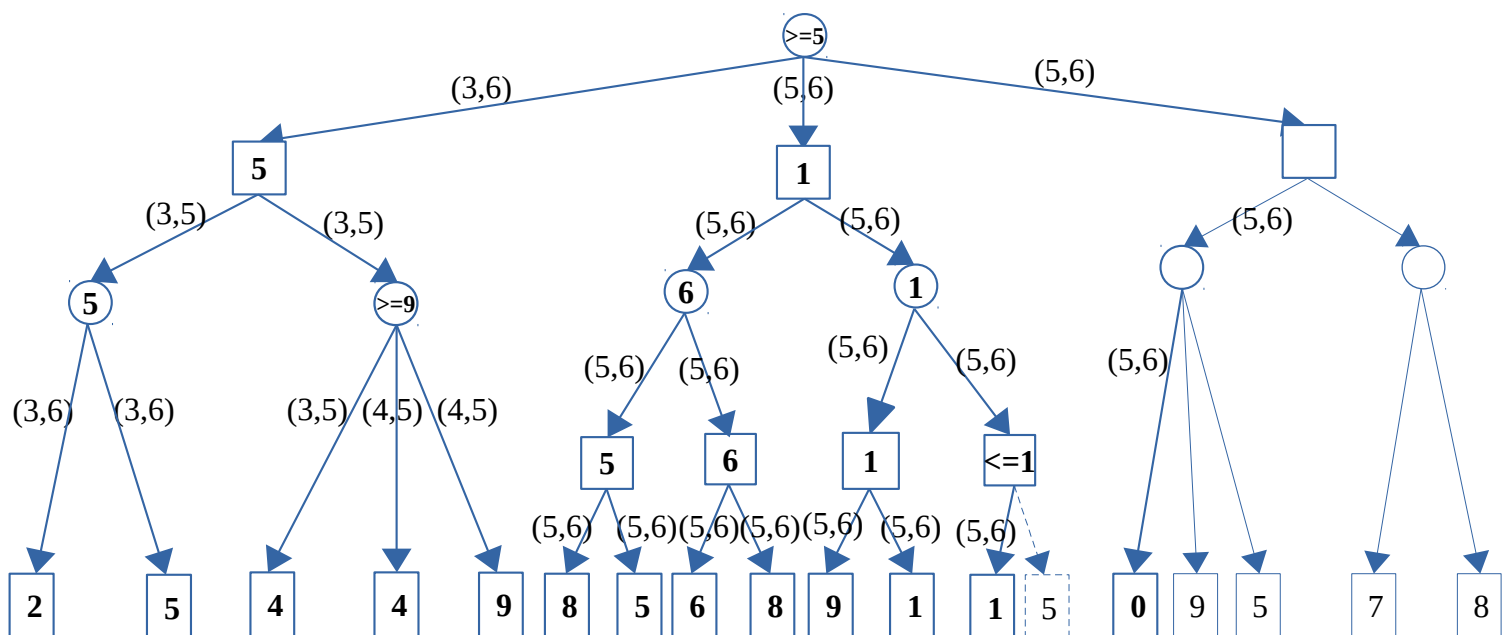 >=5
(3,6) (5,6) (5,6)
5 1
(3,5) (3,5) (5,6) (5,6) (5,6)
5 >=9 6 1
(5,6) (5,6) (5,6) (5,6) (5,6)
(3,6) (3,6) (3,5) (4,5) (4,5)
5 6 1 <=1
(5,6) (5,6) (5,6) (5,6) (5,6) (5,6) (5,6)
2 5 4 4 9 8 5 6 8 9 1 1 5 0 9 5 7 8